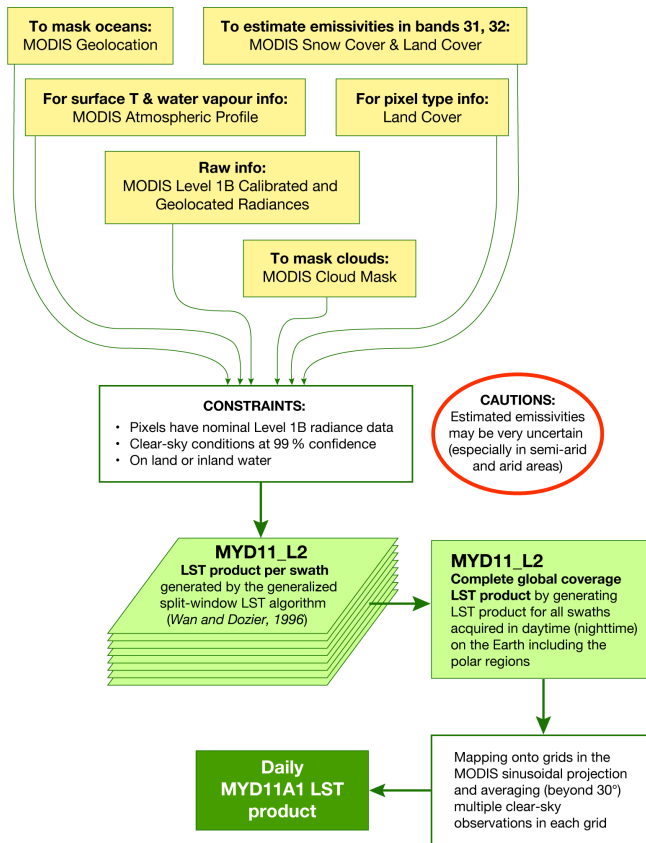 To mask oceans:
MODIS Geolocation
To estimate emissivities in bands 31, 32:
MODIS Snow Cover & Land Cover
For surface T & water vapour info:
MODIS Atmospheric Profile
For pixel type info:
Land Cover
Raw info:
MODIS Level 1B Calibrated and
Geolocated Radiances
To mask clouds:
MODIS Cloud Mask
CONSTRAINTS:
• Pixels have nominal Level 1B radiance data
• Clear-sky conditions at 99 % confidence
• On land or inland water
CAUTIONS:
Estimated emissivities
may be very uncertain
(especially in semi-arid
and arid areas)
MYD11_L2
LST product per swath
generated by the generalized
split-window LST algorithm
(Wan and Dozier, 1996)
MYD11_L2
Complete global coverage
LST product by generating
LST product for all swaths
acquired in daytime (nighttime)
on the Earth including the
polar regions
Mapping onto grids in the
MODIS sinusoidal projection
and averaging (beyond 30°)
multiple clear-sky
observations in each grid
Daily
MYD11A1 LST
product